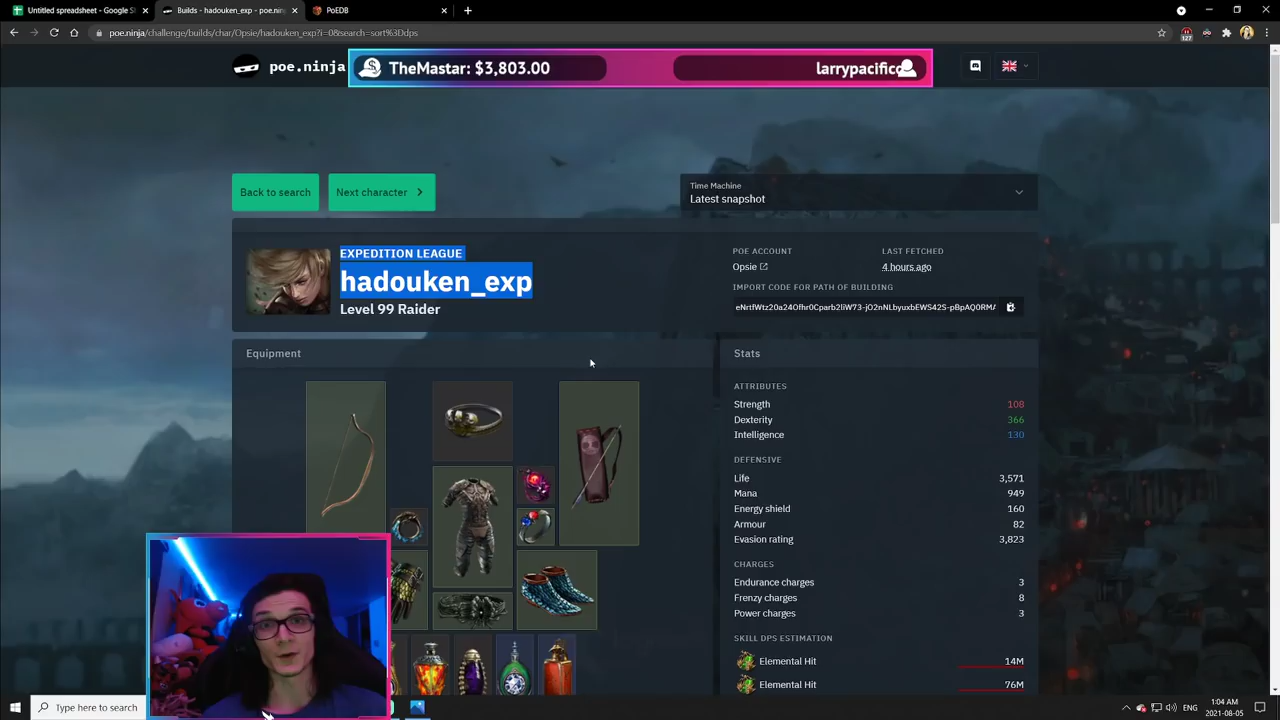 Untitled spreadsheet - Google S
Builds - hadouken_exp - poe.nin
PoEDB
poe.ninja/challenge/builds/char/Opsie/hadouken_exp?i=0&search=sort%3Ddps
127
poe.ninja
TheMastar: $3,803.00
larrypacifico
Back to search
Next character
Time Machine
Latest snapshot
EXPEDITION LEAGUE
hadouken_exp
Level 99 Raider
POE ACCOUNT
Opsie
LAST FETCHED
4 hours ago
IMPORT CODE FOR PATH OF BUILDING
Equipment
Stats
ATTRIBUTES
Strength 108
Dexterity 366
Intelligence 130
DEFENSIVE
Life 3,571
Mana 949
Energy shield 160
Armour 82
Evasion rating 3,823
CHARGES
Endurance charges 3
Frenzy charges 8
Power charges 3
SKILL DPS ESTIMATION
Elemental Hit 14M
Elemental Hit 76M
Type here to search
ENG
1:04 AM
2021-08-05